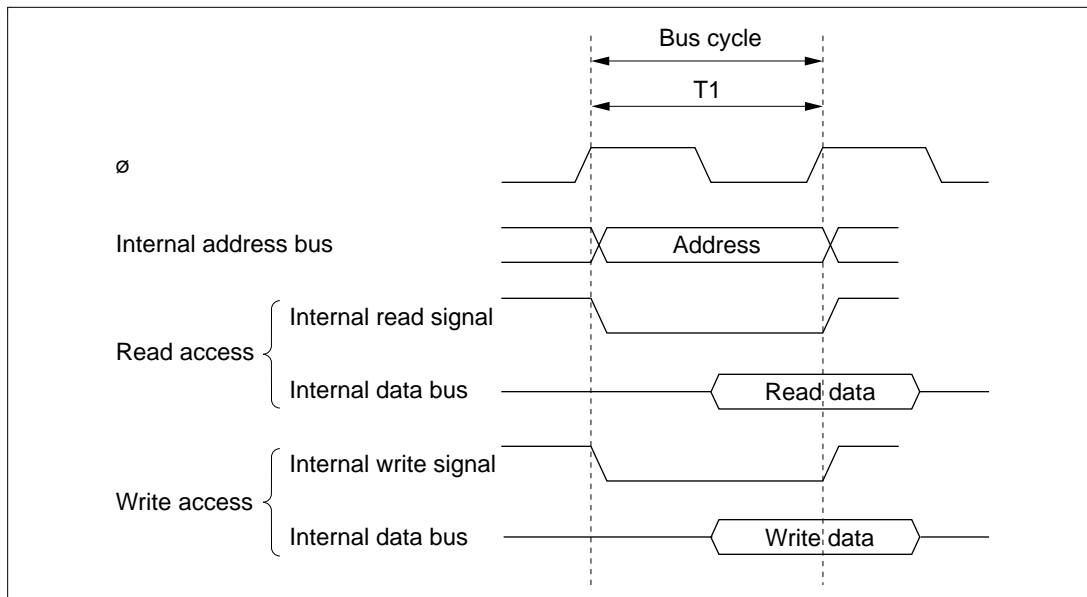 Bus cycle
T1
ø
Internal address bus
Address
Internal read signal
Read access
Internal data bus
Read data
Internal write signal
Write access
Internal data bus
Write data